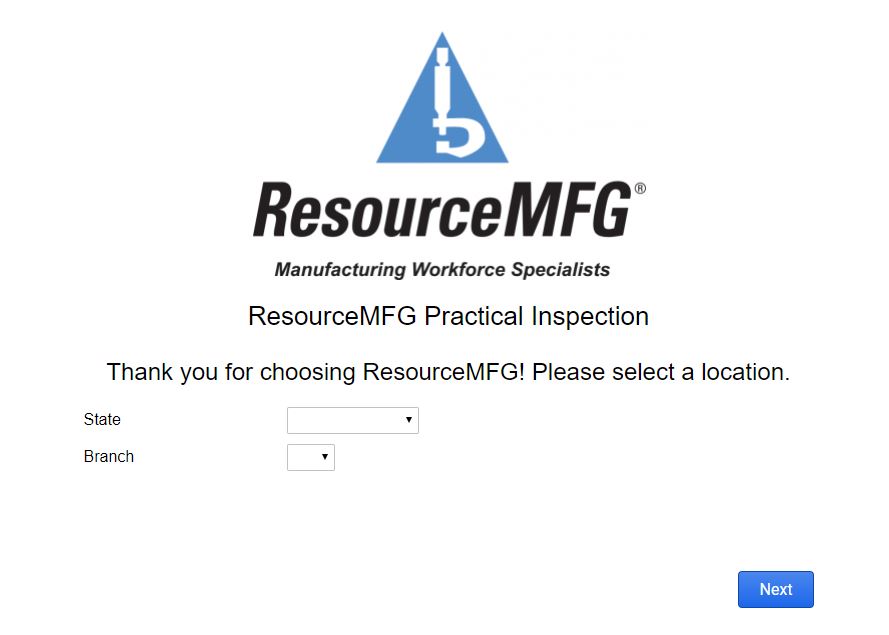 ResourceMFG®
Manufacturing Workforce Specialists
ResourceMFG Practical Inspection
Thank you for choosing ResourceMFG! Please select a location.
State
Branch
Next